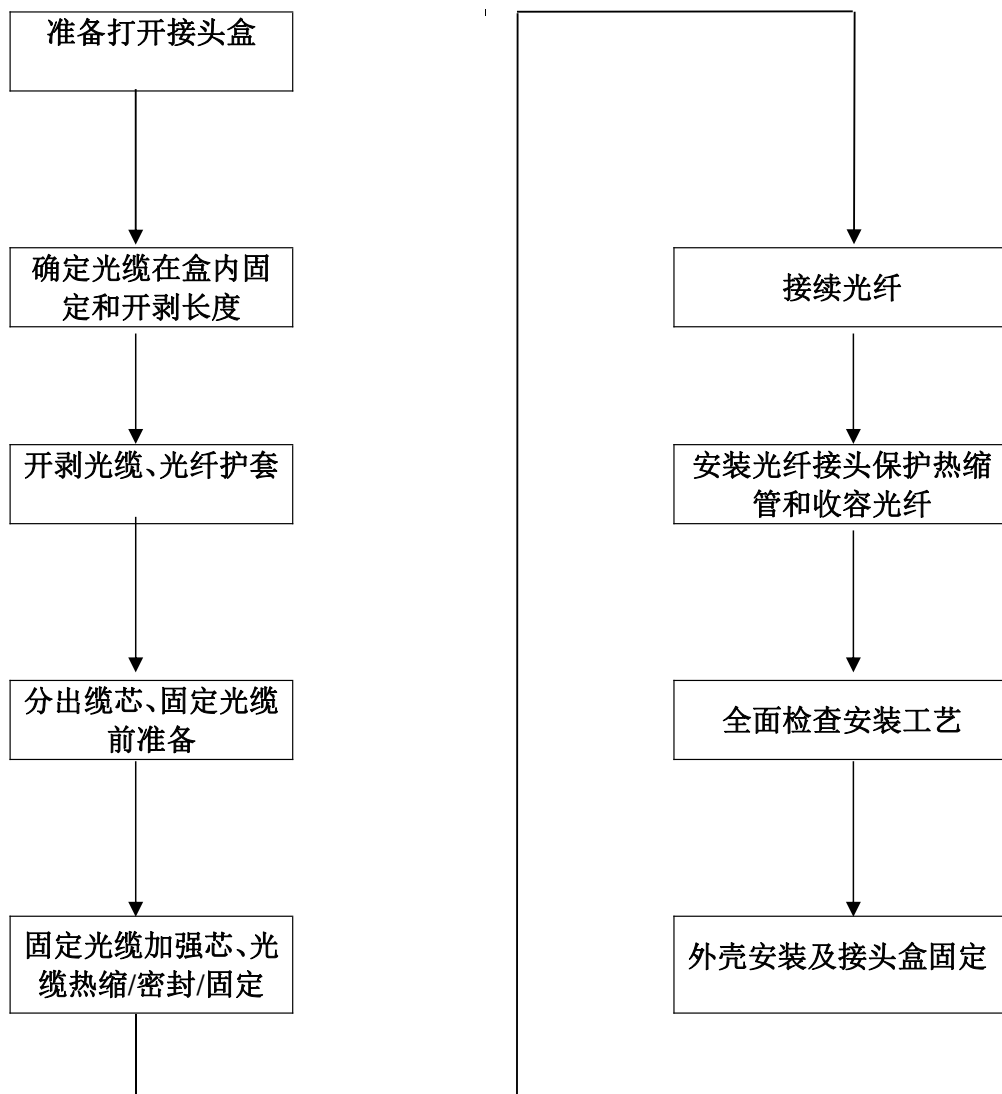 准备打开接头盒
确定光缆在盒内固
定和开剥长度
开剥光缆、光纤护套
分出缆芯、固定光缆
前准备
固定光缆加强芯、光
缆热缩/密封/固定
接续光纤
安装光纤接头保护热缩
管和收容光纤
全面检查安装工艺
外壳安装及接头盒固定